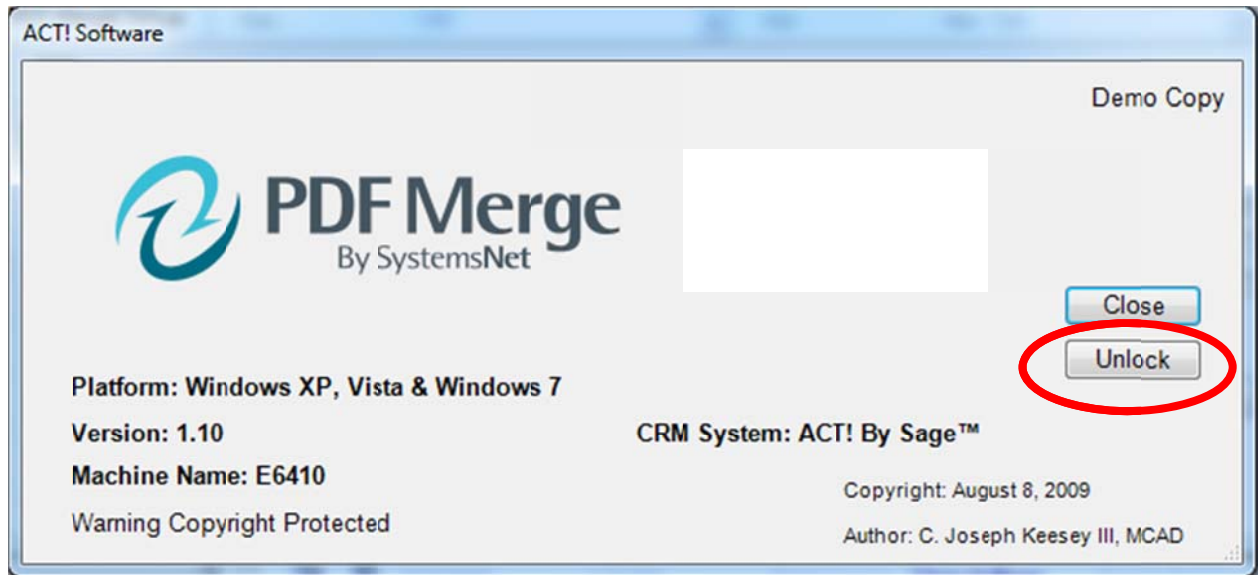 ACT! Software
Demo Copy
PDF Merge
By SystemsNet
Close
Unlock
Platform: Windows XP, Vista & Windows 7
Version: 1.10
CRM System: ACT! By Sage™
Machine Name: E6410
Copyright: August 8, 2009
Warning Copyright Protected
Author: C. Joseph Keesey III, MCAD